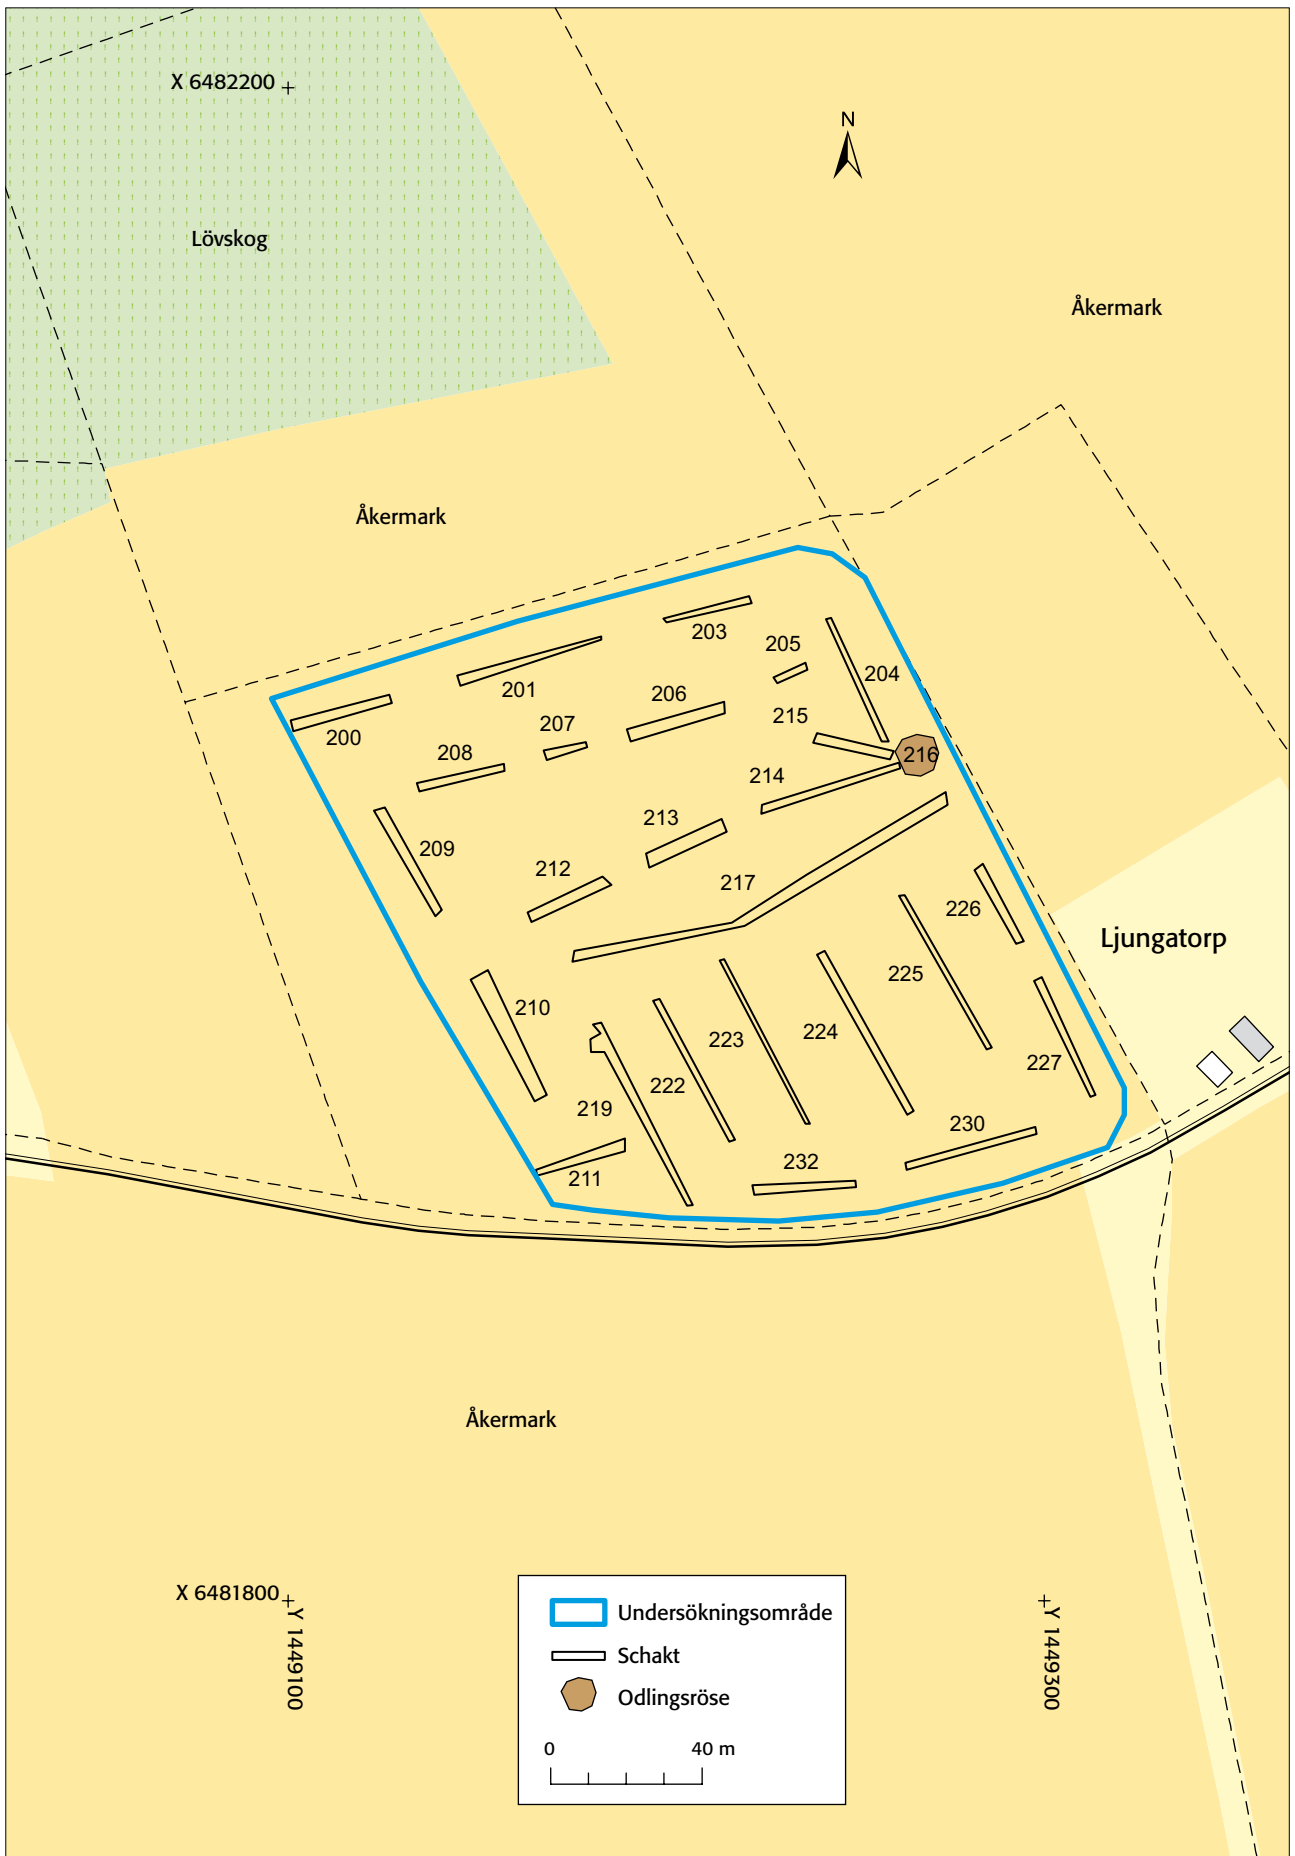 X 6482200
N
Lövskog
Åkermark
Åkermark
203
205
204
201
206
215
207
200
208
216
214
213
209
212
217
226
Ljungatorp
225
210
224
223
227
222
219
230
232
211
Åkermark
X 6481800
Y 1449100
Y 1449300
Undersökningsområde
Schakt
Odlingsröse
0 40 m